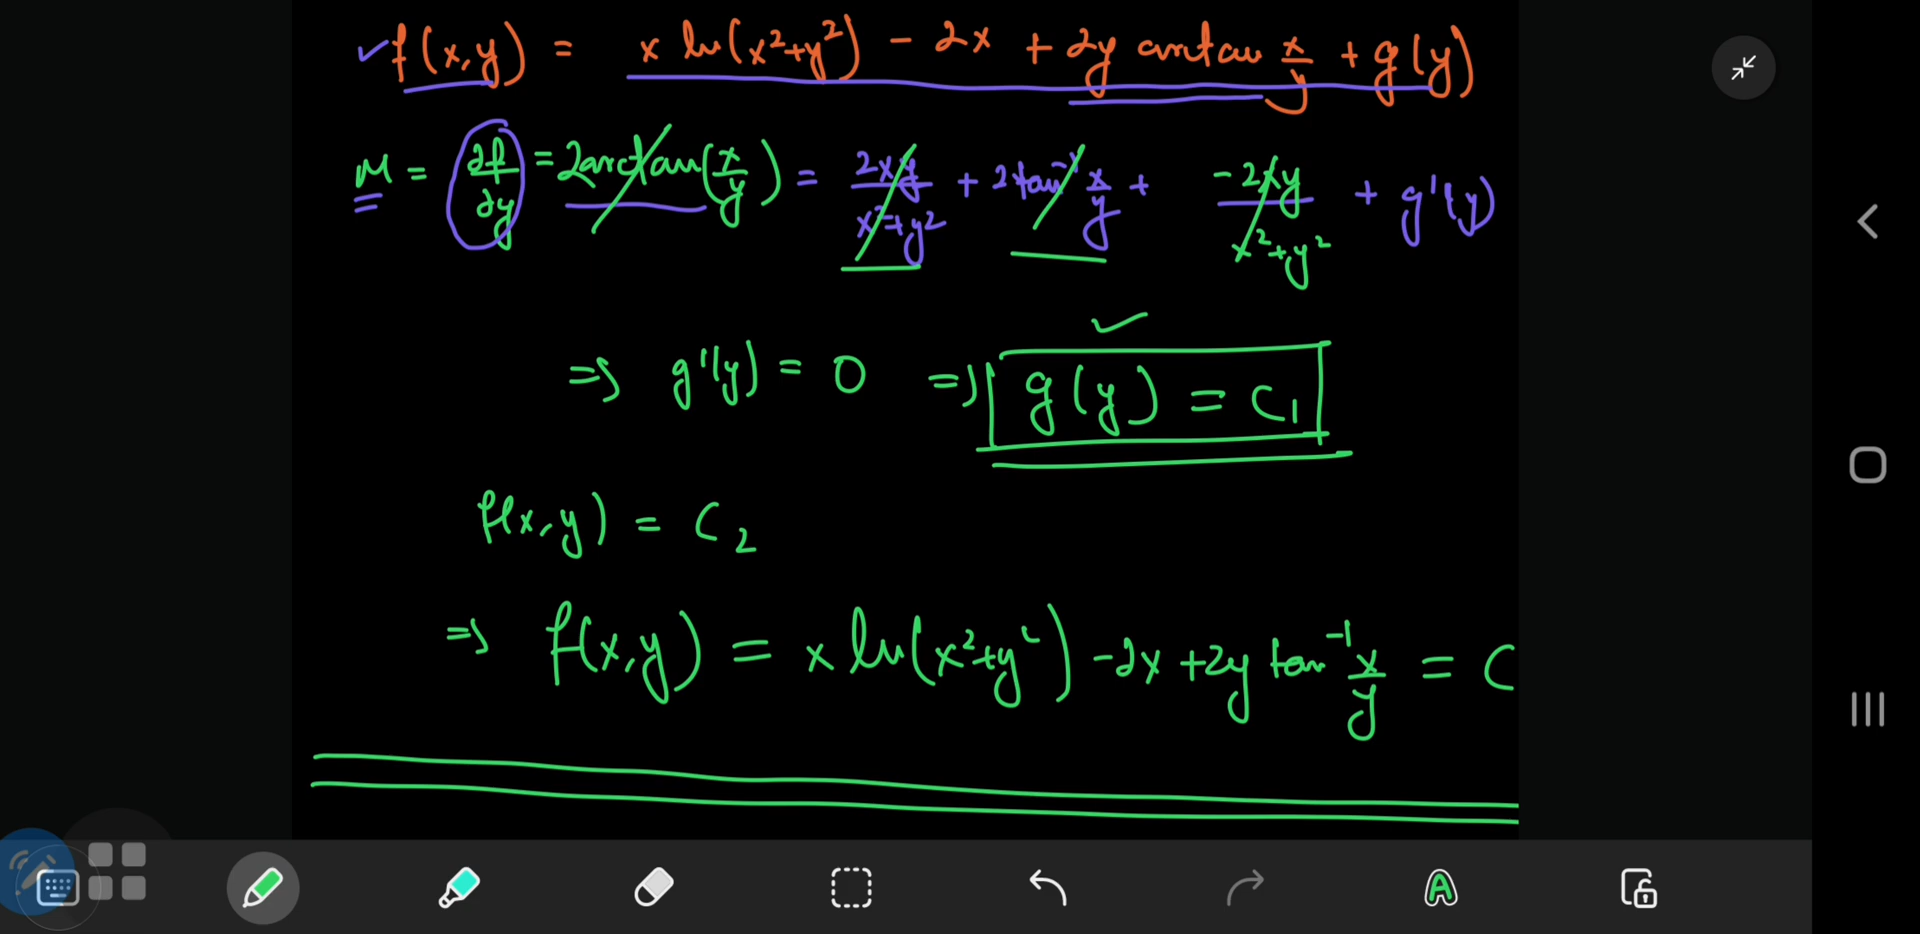 ✓ f(x,y) = x ln(x²+y²) - 2x + 2y arctan x/y + g(y)
M = ∂f/∂y = 2arctan(x/y) = 2xy/(x²+y²) + 2tan⁻¹ x/y + -2xy/(x²+y²) + g'(y)
✓
⇒ g'(y) = 0 ⇒ g(y) = C₁
f(x,y) = C₂
⇒ f(x,y) = x ln(x²+y²) -2x +2y tan⁻¹ x/y = C
A